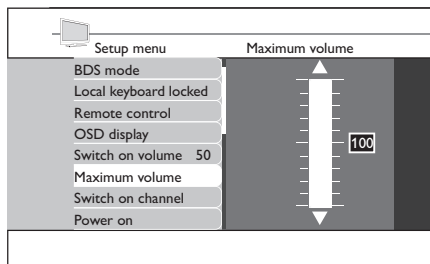 Setup menu
Maximum volume
BDS mode
Local keyboard locked
Remote control
OSD display
Switch on volume 50
Maximum volume
Switch on channel
Power on
100